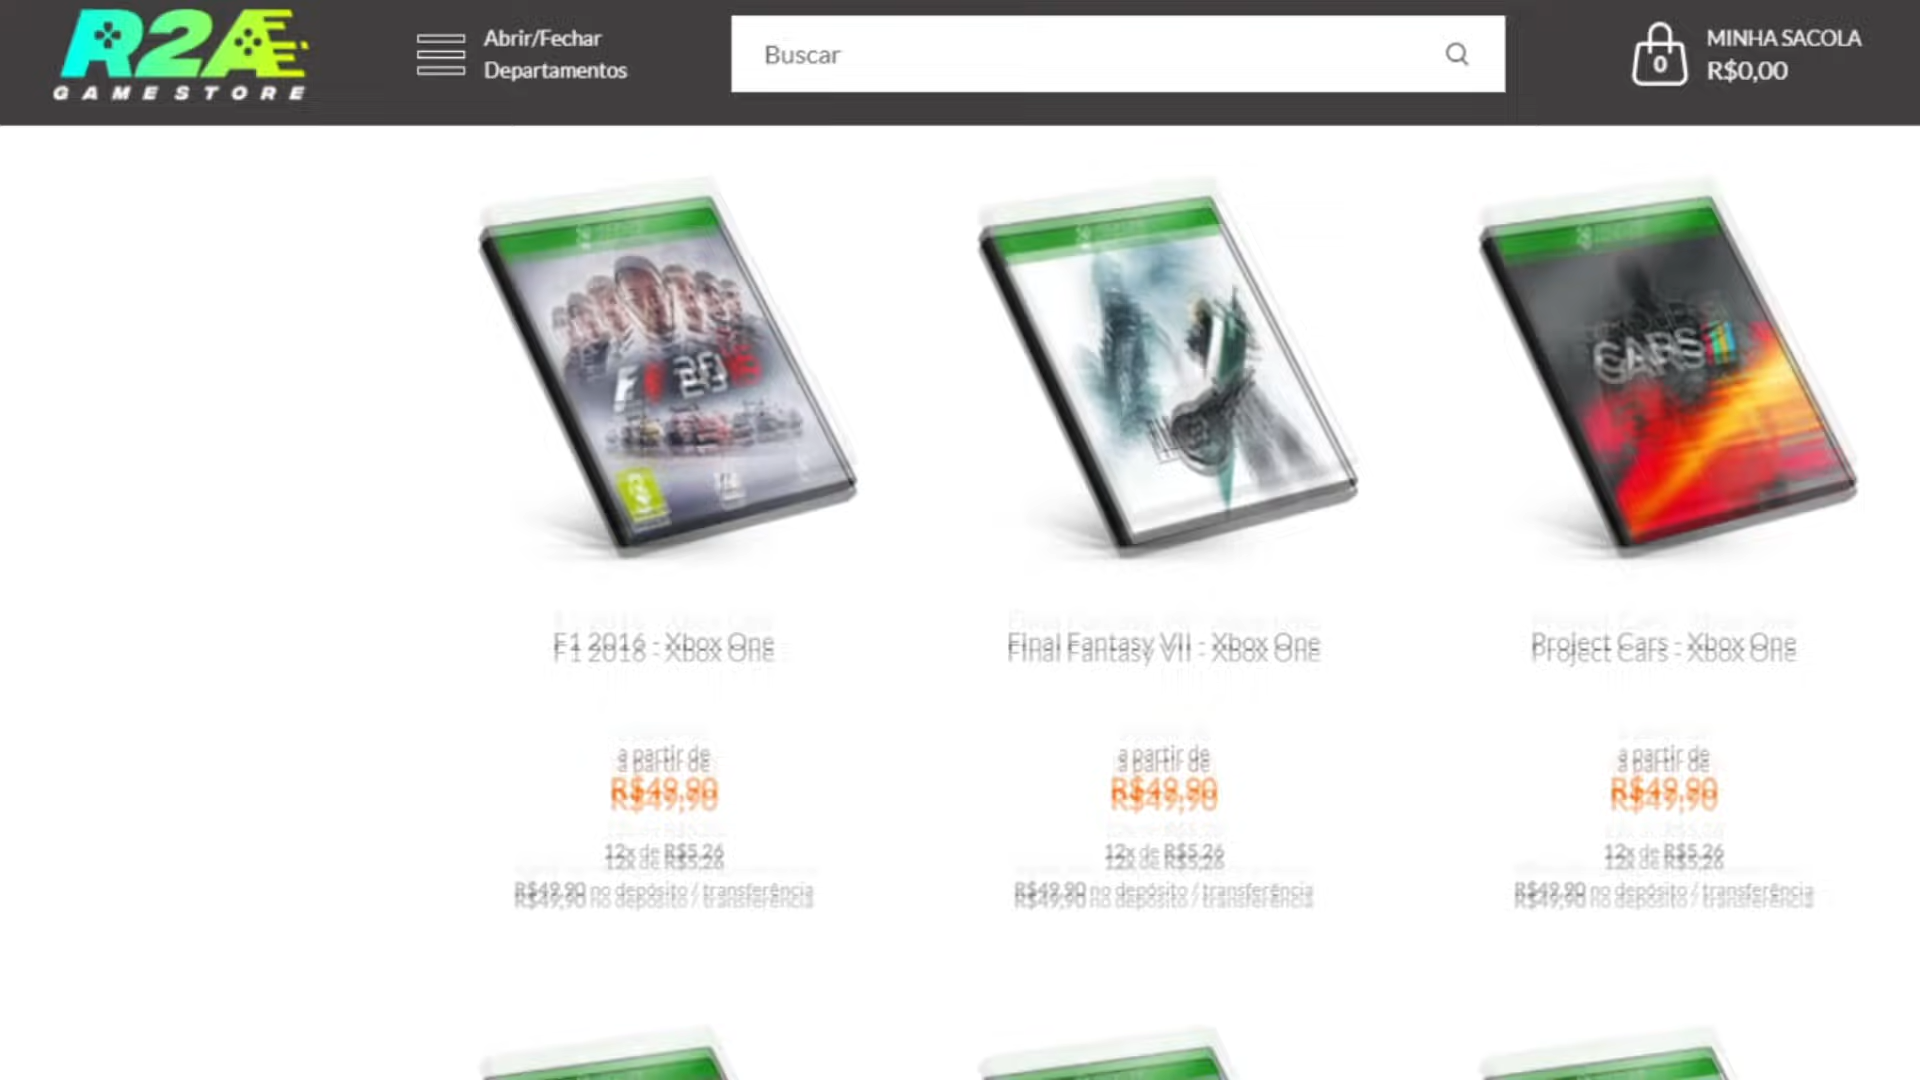 R2AE
GAMESTORE
Abrir/Fechar
Departamentos
Buscar
0
MINHA SACOLA
R$0,00
CARS
F1 2016 - Xbox One
Final Fantasy VII - Xbox One
Project Cars - Xbox One
a partir de
R$49,90
12x de R$5,26
R$49,90 no depósito / transferência
a partir de
R$49,90
12x de R$5,26
R$49,90 no depósito / transferência
a partir de
R$49,90
12x de R$5,26
R$49,90 no depósito / transferência